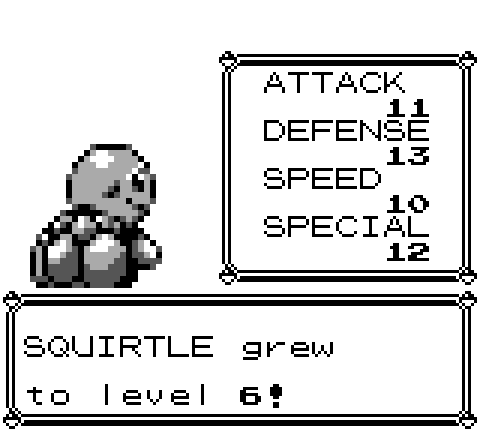 ATTACK
11
DEFENSE
13
SPEED
10
SPECIAL
12
SQUIRTLE grew
to level 6!